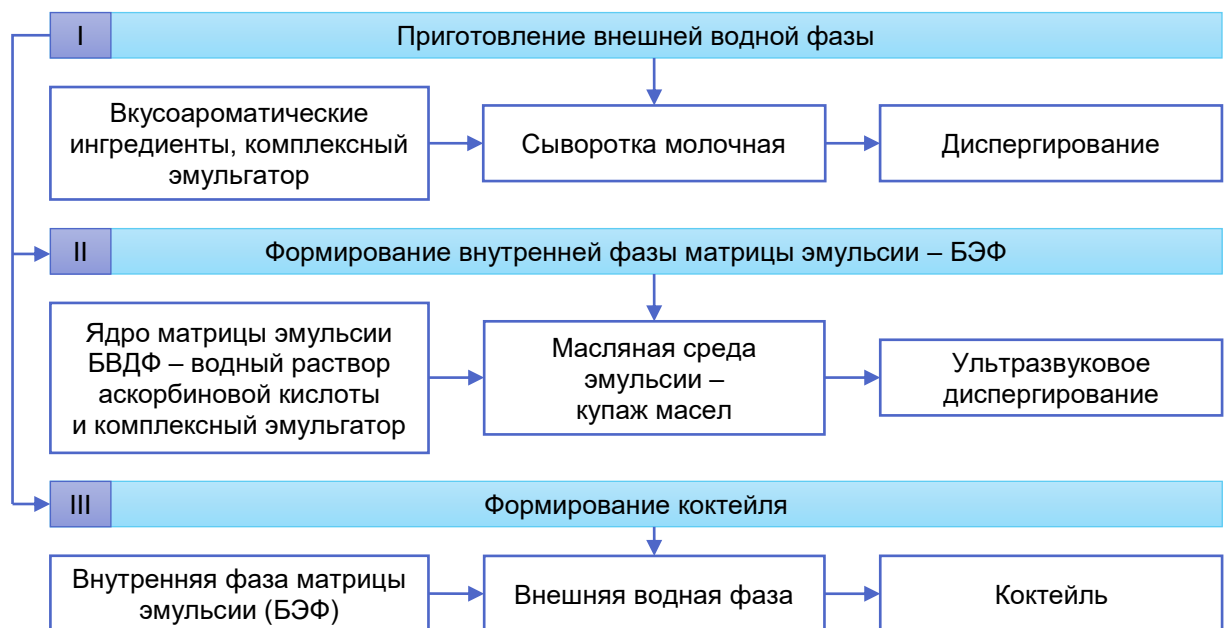 I
Приготовление внешней водной фазы
Вкусоароматические
ингредиенты, комплексный
эмульгатор
Сыворотка молочная
Диспергирование
II
Формирование внутренней фазы матрицы эмульсии – БЭФ
Ядро матрицы эмульсии
БВДФ – водный раствор
аскорбиновой кислоты
и комплексный эмульгатор
Масляная среда
эмульсии –
купаж масел
Ультразвуковое
диспергирование
III
Формирование коктейля
Внутренняя фаза матрицы
эмульсии (БЭФ)
Внешняя водная фаза
Коктейль